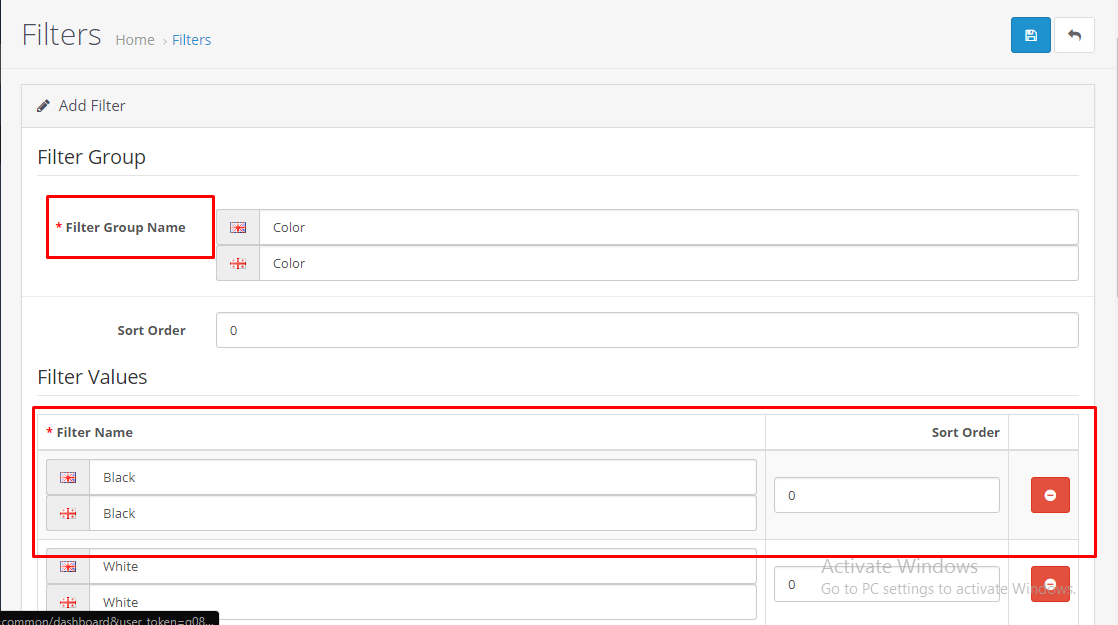 Filters Home › Filters
Add Filter
Filter Group
* Filter Group Name
Color
Color
Sort Order
0
Filter Values
* Filter Name Sort Order
Black
Black
0
White
White
0
Activate Windows
Go to PC settings to activate Windows.
common/dashboard&user_token=g08...